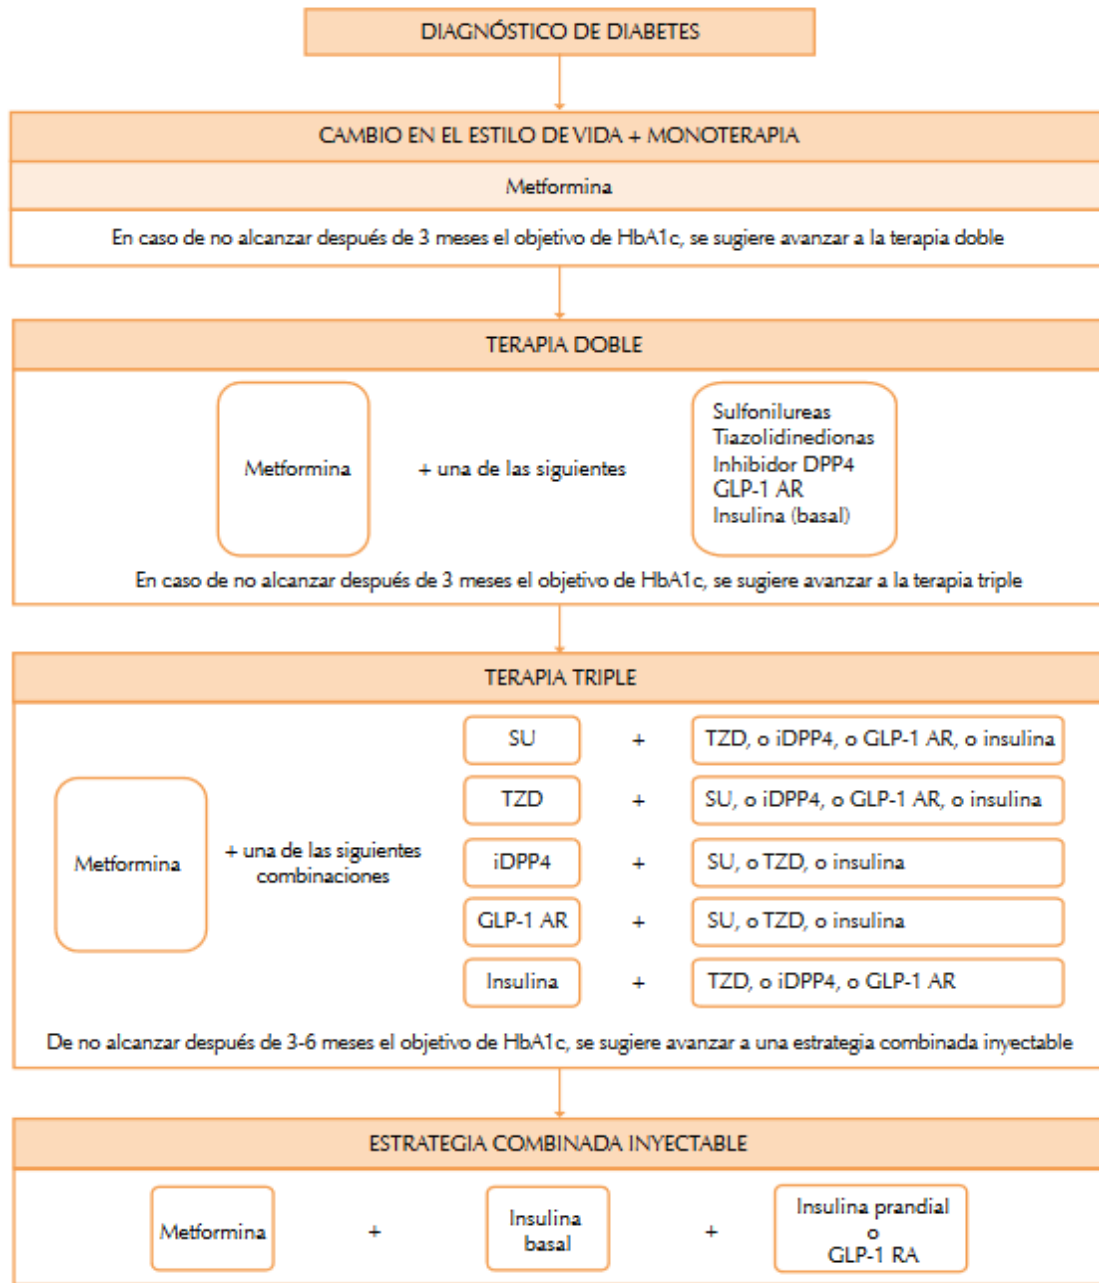 DIAGNÓSTICO DE DIABETES
CAMBIO EN EL ESTILO DE VIDA + MONOTERAPIA
Metformina
En caso de no alcanzar después de 3 meses el objetivo de HbA1c, se sugiere avanzar a la terapia doble
TERAPIA DOBLE
Metformina
+ una de las siguientes
Sulfonilureas
Tiazolidinedionas
Inhibidor DPP4
GLP-1 AR
Insulina (basal)
En caso de no alcanzar después de 3 meses el objetivo de HbA1c, se sugiere avanzar a la terapia triple
TERAPIA TRIPLE
Metformina
+ una de las siguientes
combinaciones
SU + TZD, o iDPP4, o GLP-1 AR, o insulina
TZD + SU, o iDPP4, o GLP-1 AR, o insulina
iDPP4 + SU, o TZD, o insulina
GLP-1 AR + SU, o TZD, o insulina
Insulina + TZD, o iDPP4, o GLP-1 AR
De no alcanzar después de 3-6 meses el objetivo de HbA1c, se sugiere avanzar a una estrategia combinada inyectable
ESTRATEGIA COMBINADA INYECTABLE
Metformina
+
Insulina
basal
+
Insulina prandial
o
GLP-1 RA